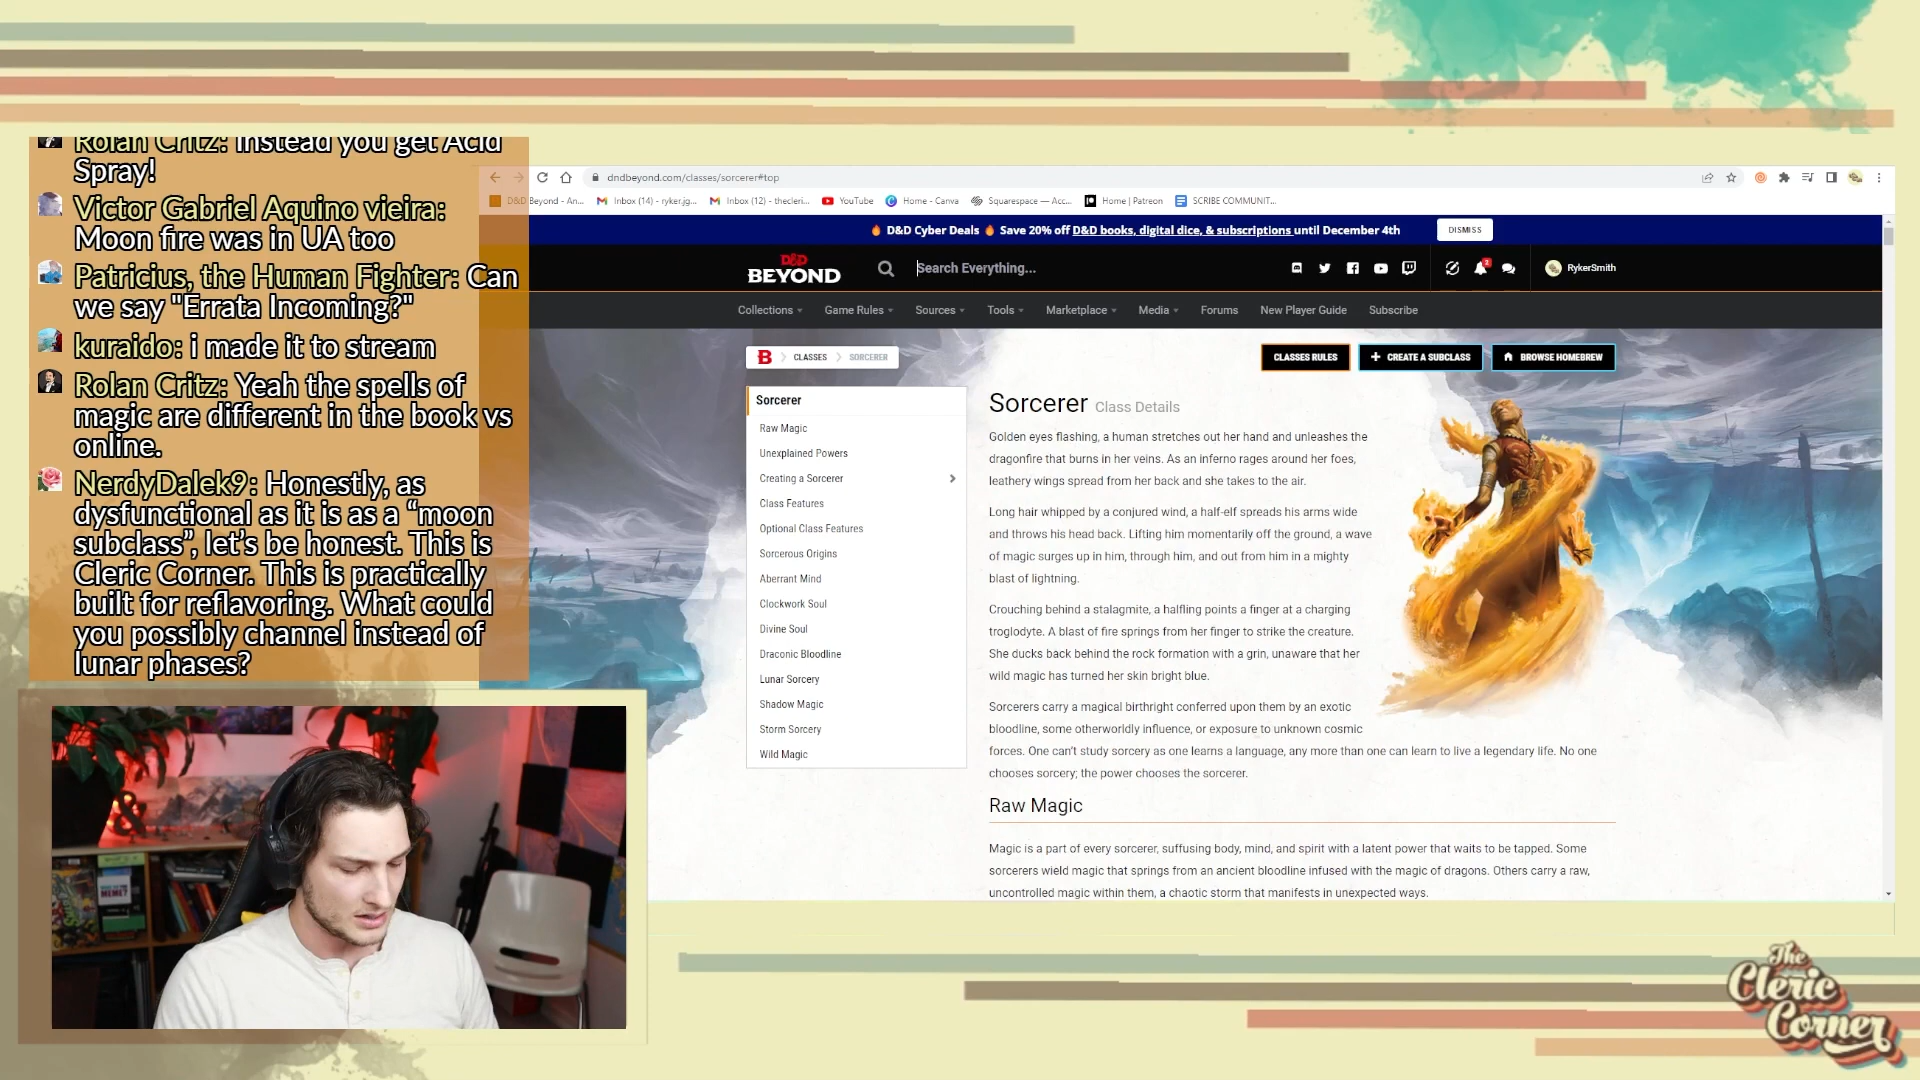 Rolan Critz: Instead you get Acid
Spray!
Victor Gabriel Aquino vieira:
Moon fire was in UA too
Patricius, the Human Fighter: Can
we say "Errata Incoming?"
kuraido: i made it to stream
Rolan Critz: Yeah the spells of
magic are different in the book vs
online.
NerdyDalek9: Honestly, as
dysfunctional as it is as a “moon
subclass”, let’s be honest. This is
Cleric Corner. This is practically
built for reflavoring. What could
you possibly channel instead of
lunar phases?
dndbeyond.com/classes/sorcerer#top
D&D Beyond - An...
Inbox (14) - ryker.jg...
Inbox (12) - thecleri...
YouTube
Home - Canva
Squarespace — Acc...
Home | Patreon
SCRIBE COMMUNIT...
D&D Cyber Deals
Save 20% off D&D books, digital dice, & subscriptions until December 4th
DISMISS
D&D
BEYOND
Search Everything...
2
RykerSmith
Collections
Game Rules
Sources
Tools
Marketplace
Media
Forums
New Player Guide
Subscribe
B
CLASSES
SORCERER
CLASSES RULES
+ CREATE A SUBCLASS
BROWSE HOMEBREW
Sorcerer
Raw Magic
Unexplained Powers
Creating a Sorcerer
Class Features
Optional Class Features
Sorcerous Origins
Aberrant Mind
Clockwork Soul
Divine Soul
Draconic Bloodline
Lunar Sorcery
Shadow Magic
Storm Sorcery
Wild Magic
Sorcerer Class Details
Golden eyes flashing, a human stretches out her hand and unleashes the
dragonfire that burns in her veins. As an inferno rages around her foes,
leathery wings spread from her back and she takes to the air.
Long hair whipped by a conjured wind, a half-elf spreads his arms wide
and throws his head back. Lifting him momentarily off the ground, a wave
of magic surges up in him, through him, and out from him in a mighty
blast of lightning.
Crouching behind a stalagmite, a halfling points a finger at a charging
troglodyte. A blast of fire springs from her finger to strike the creature.
She ducks back behind the rock formation with a grin, unaware that her
wild magic has turned her skin bright blue.
Sorcerers carry a magical birthright conferred upon them by an exotic
bloodline, some otherworldly influence, or exposure to unknown cosmic
forces. One can’t study sorcery as one learns a language, any more than one can learn to live a legendary life. No one
chooses sorcery; the power chooses the sorcerer.
Raw Magic
Magic is a part of every sorcerer, suffusing body, mind, and spirit with a latent power that waits to be tapped. Some
sorcerers wield magic that springs from an ancient bloodline infused with the magic of dragons. Others carry a raw,
uncontrolled magic within them, a chaotic storm that manifests in unexpected ways.
The
Cleric
Corner